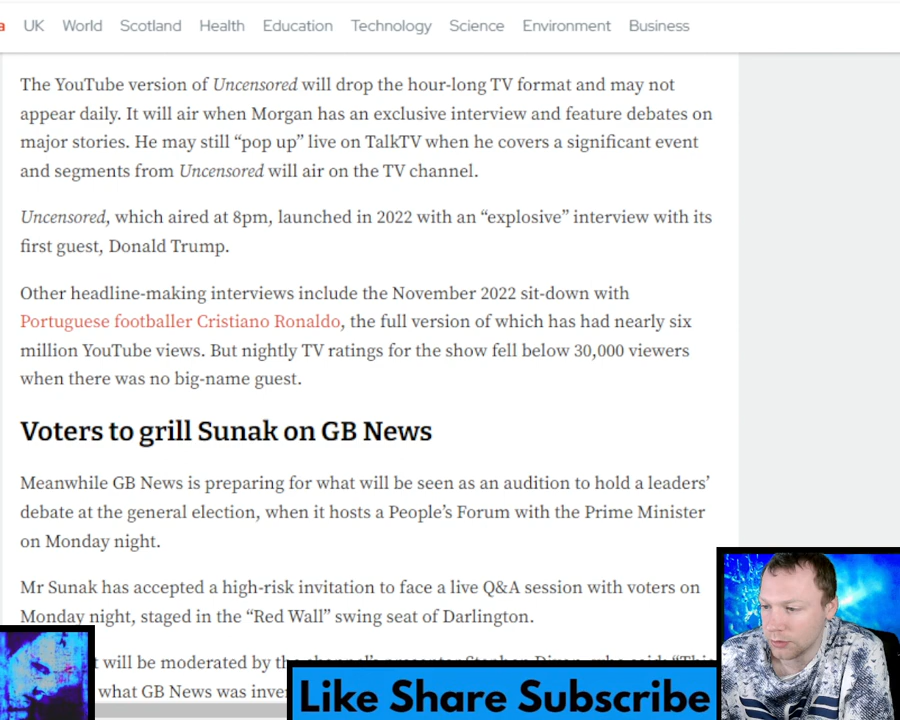 UK World Scotland Health Education Technology Science Environment Business
The YouTube version of Uncensored will drop the hour-long TV format and may not
appear daily. It will air when Morgan has an exclusive interview and feature debates on
major stories. He may still “pop up” live on TalkTV when he covers a significant event
and segments from Uncensored will air on the TV channel.
Uncensored, which aired at 8pm, launched in 2022 with an “explosive” interview with its
first guest, Donald Trump.
Other headline-making interviews include the November 2022 sit-down with
Portuguese footballer Cristiano Ronaldo, the full version of which has had nearly six
million YouTube views. But nightly TV ratings for the show fell below 30,000 viewers
when there was no big-name guest.
Voters to grill Sunak on GB News
Meanwhile GB News is preparing for what will be seen as an audition to hold a leaders’
debate at the general election, when it hosts a People’s Forum with the Prime Minister
on Monday night.
Mr Sunak has accepted a high-risk invitation to face a live Q&A session with voters on
Monday night, staged in the “Red Wall” swing seat of Darlington.
will be moderated by
what GB News was
Like Share Subscribe